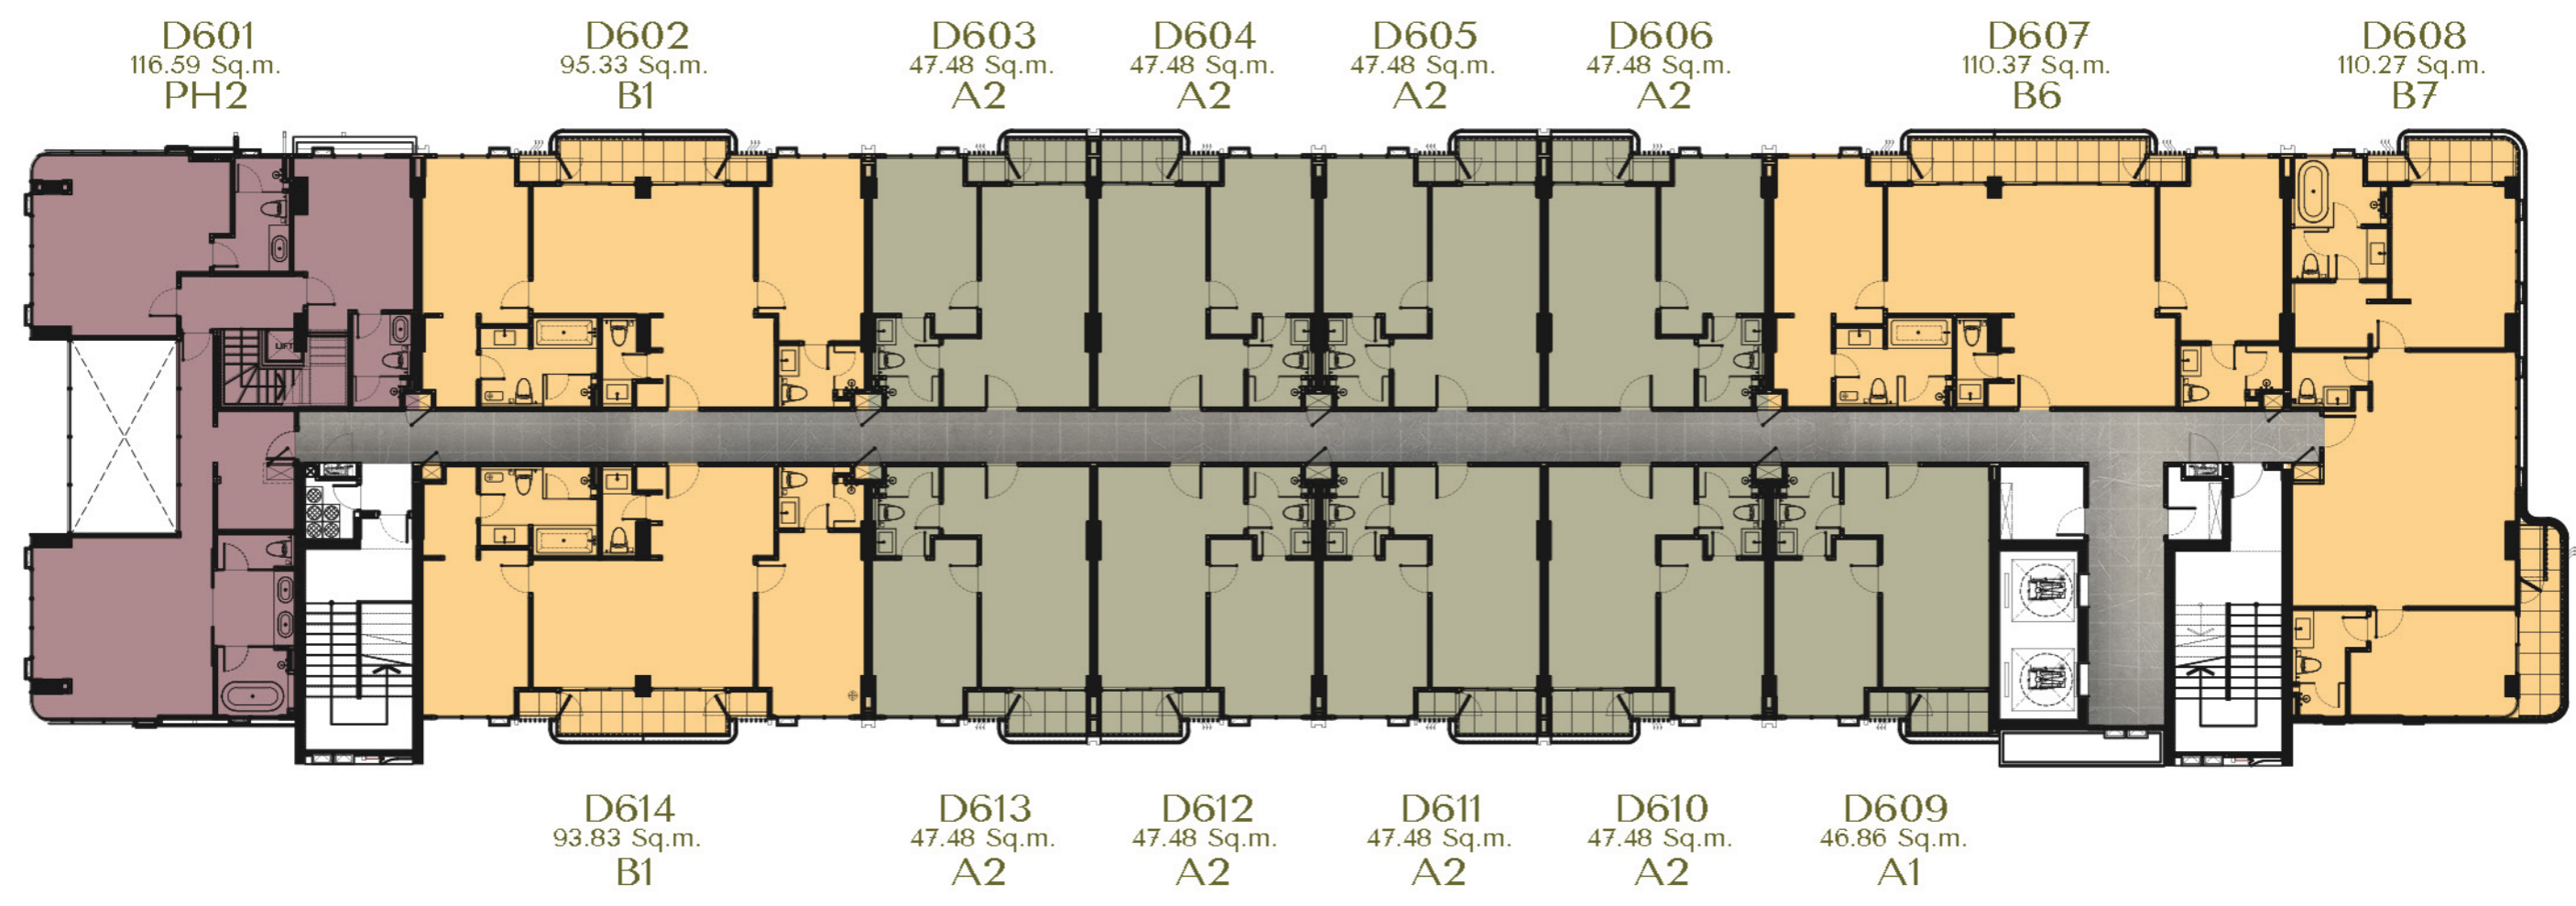 D601
116.59 Sq.m.
PH2
D602
95.33 Sq.m.
B1
D603
47.48 Sq.m.
A2
D604
47.48 Sq.m.
A2
D605
47.48 Sq.m.
A2
D606
47.48 Sq.m.
A2
D607
110.37 Sq.m.
B6
D608
110.27 Sq.m.
B7
LIFT
D614
93.83 Sq.m.
B1
D613
47.48 Sq.m.
A2
D612
47.48 Sq.m.
A2
D611
47.48 Sq.m.
A2
D610
47.48 Sq.m.
A2
D609
46.86 Sq.m.
A1